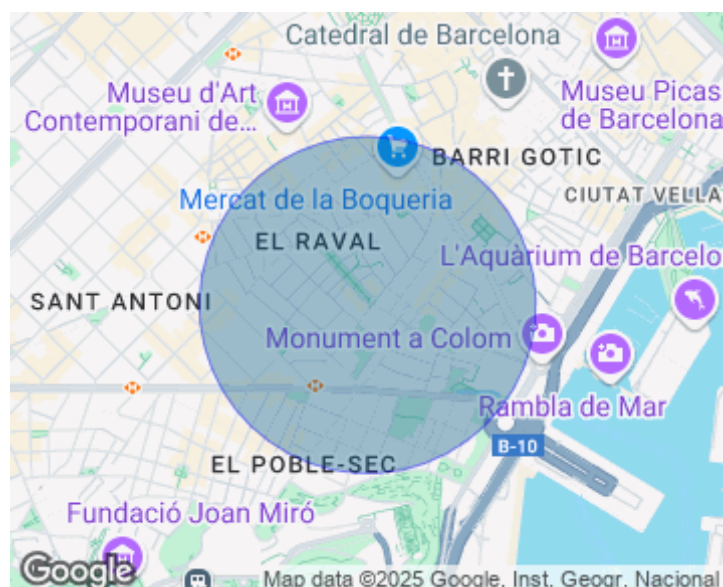 Catedral de Barcelona
Museu d'Art
Contemporani de...
Museu Picas
de Barcelona
BARRI GOTIC
Mercat de la Boqueria
CIUTAT VELLA
EL RAVAL
L'Aquàrium de Barcelo
SANT ANTONI
Monument a Colom
Rambla de Mar
B-10
EL POBLE-SEC
Fundació Joan Miró
Google
Map data ©2025 Google, Inst. Geogr. Nacional